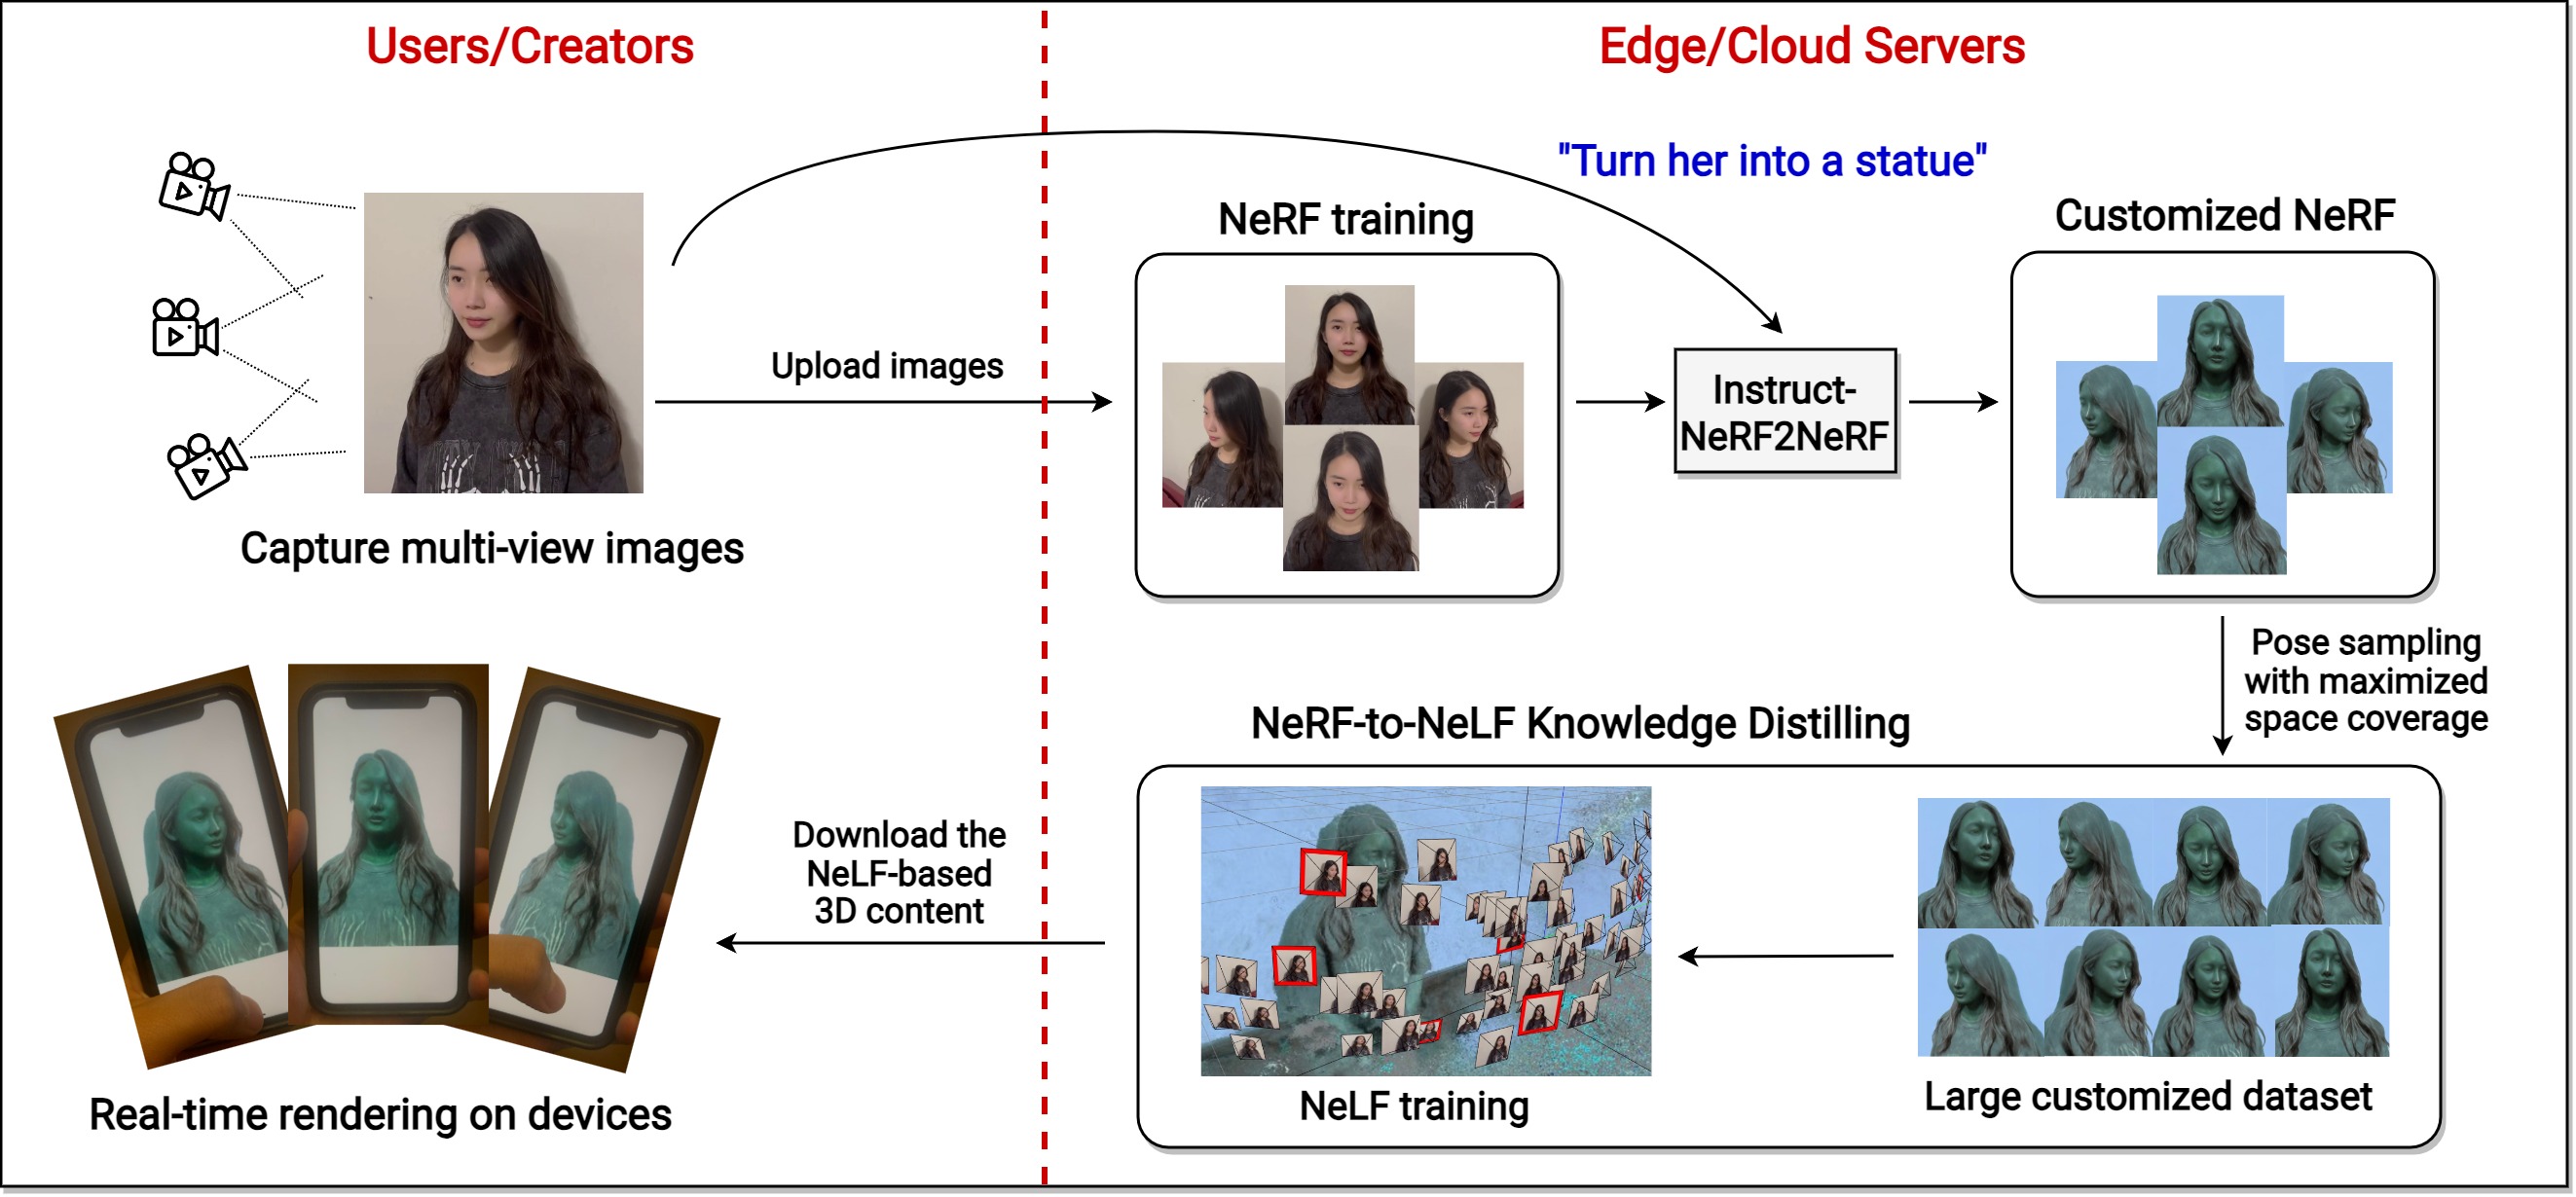 Users/Creators
Edge/Cloud Servers
"Turn her into a statue"
NeRF training
Customized NeRF
Upload images
Instruct-
NeRF2NeRF
Capture multi-view images
Pose sampling
with maximized
space coverage
NeRF-to-NeLF Knowledge Distilling
Download the
NeLF-based
3D content
NeLF training
Large customized dataset
Real-time rendering on devices